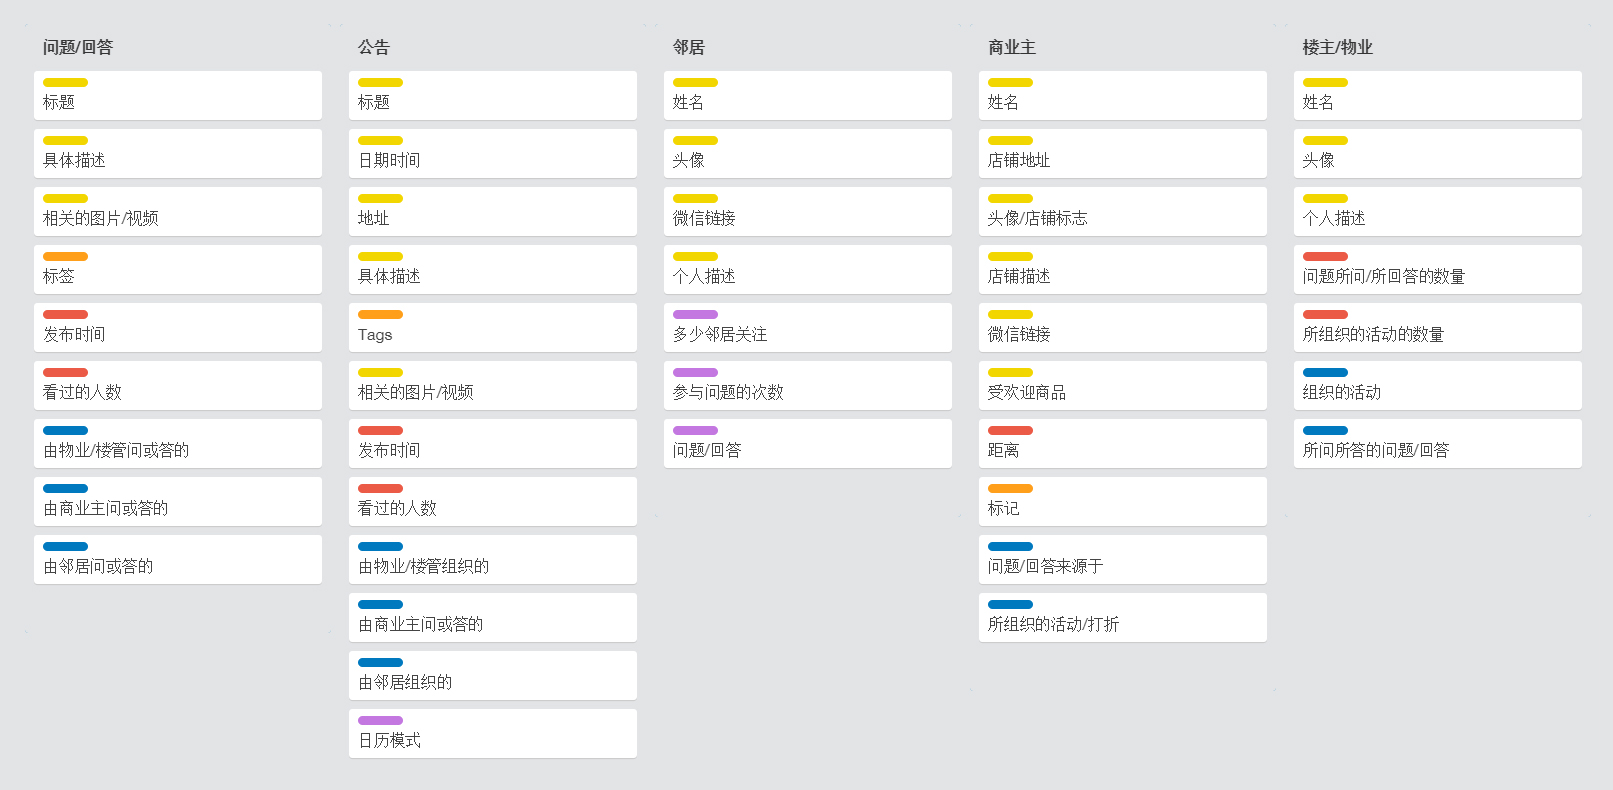 问题/回答
标题
具体描述
相关的图片/视频
标签
发布时间
看过的人数
由物业/楼管问或答的
由商业主问或答的
由邻居问或答的
公告
标题
日期时间
地址
具体描述
Tags
相关的图片/视频
发布时间
看过的人数
由物业/楼管组织的
由商业主问或答的
由邻居组织的
日历模式
邻居
姓名
头像
微信链接
个人描述
多少邻居关注
参与问题的次数
问题/回答
商业主
姓名
店铺地址
头像/店铺标志
店铺描述
微信链接
受欢迎商品
距离
标记
问题/回答来源于
所组织的活动/打折
楼主/物业
姓名
头像
个人描述
问题所问/所回答的数量
所组织的活动的数量
组织的活动
所问所答的问题/回答